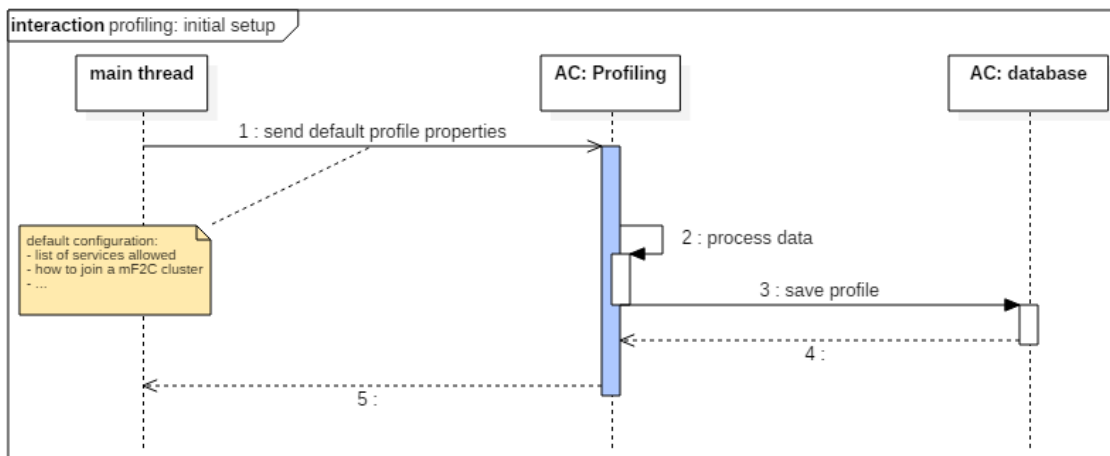 interaction profiling: initial setup
main thread
AC: Profiling
AC: database
1 : send default profile properties
default configuration:
- list of services allowed
- how to join a mF2C cluster
- ...
2 : process data
3 : save profile
4 :
5 :